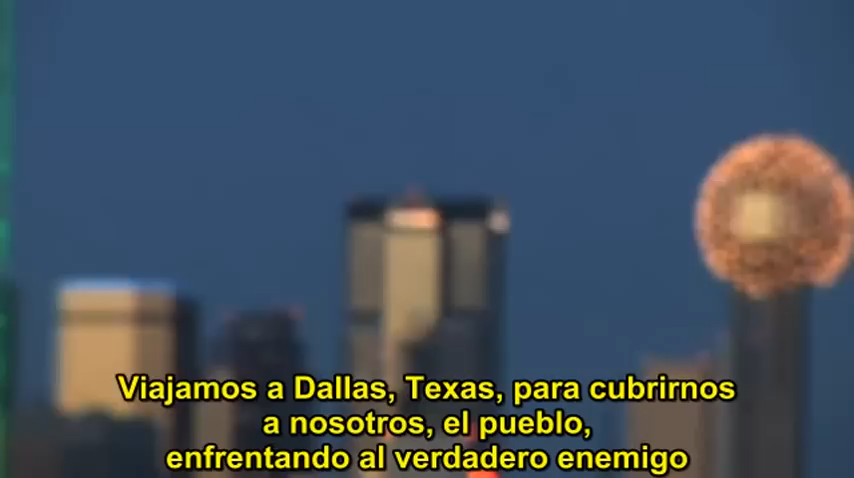 Viajamos a Dallas, Texas, para cubrirnos
a nosotros, el pueblo,
enfrentando al verdadero enemigo